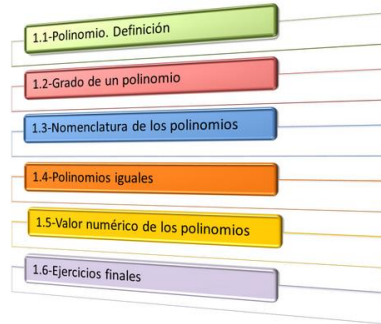 1.1-Polinomio. Definición
1.2-Grado de un polinomio
1.3-Nomenclatura de los polinomios
1.4-Polinomios iguales
1.5-Valor numérico de los polinomios
1.6-Ejercicios finales